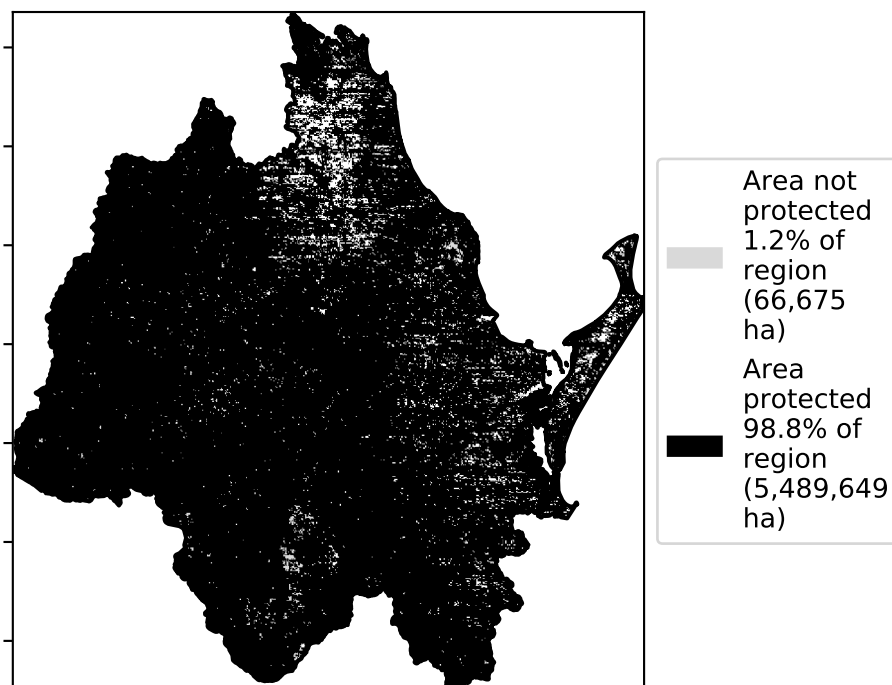 Area not
protected
1.2% of
region
(66,675
ha)
Area
protected
98.8% of
region
(5,489,649
ha)